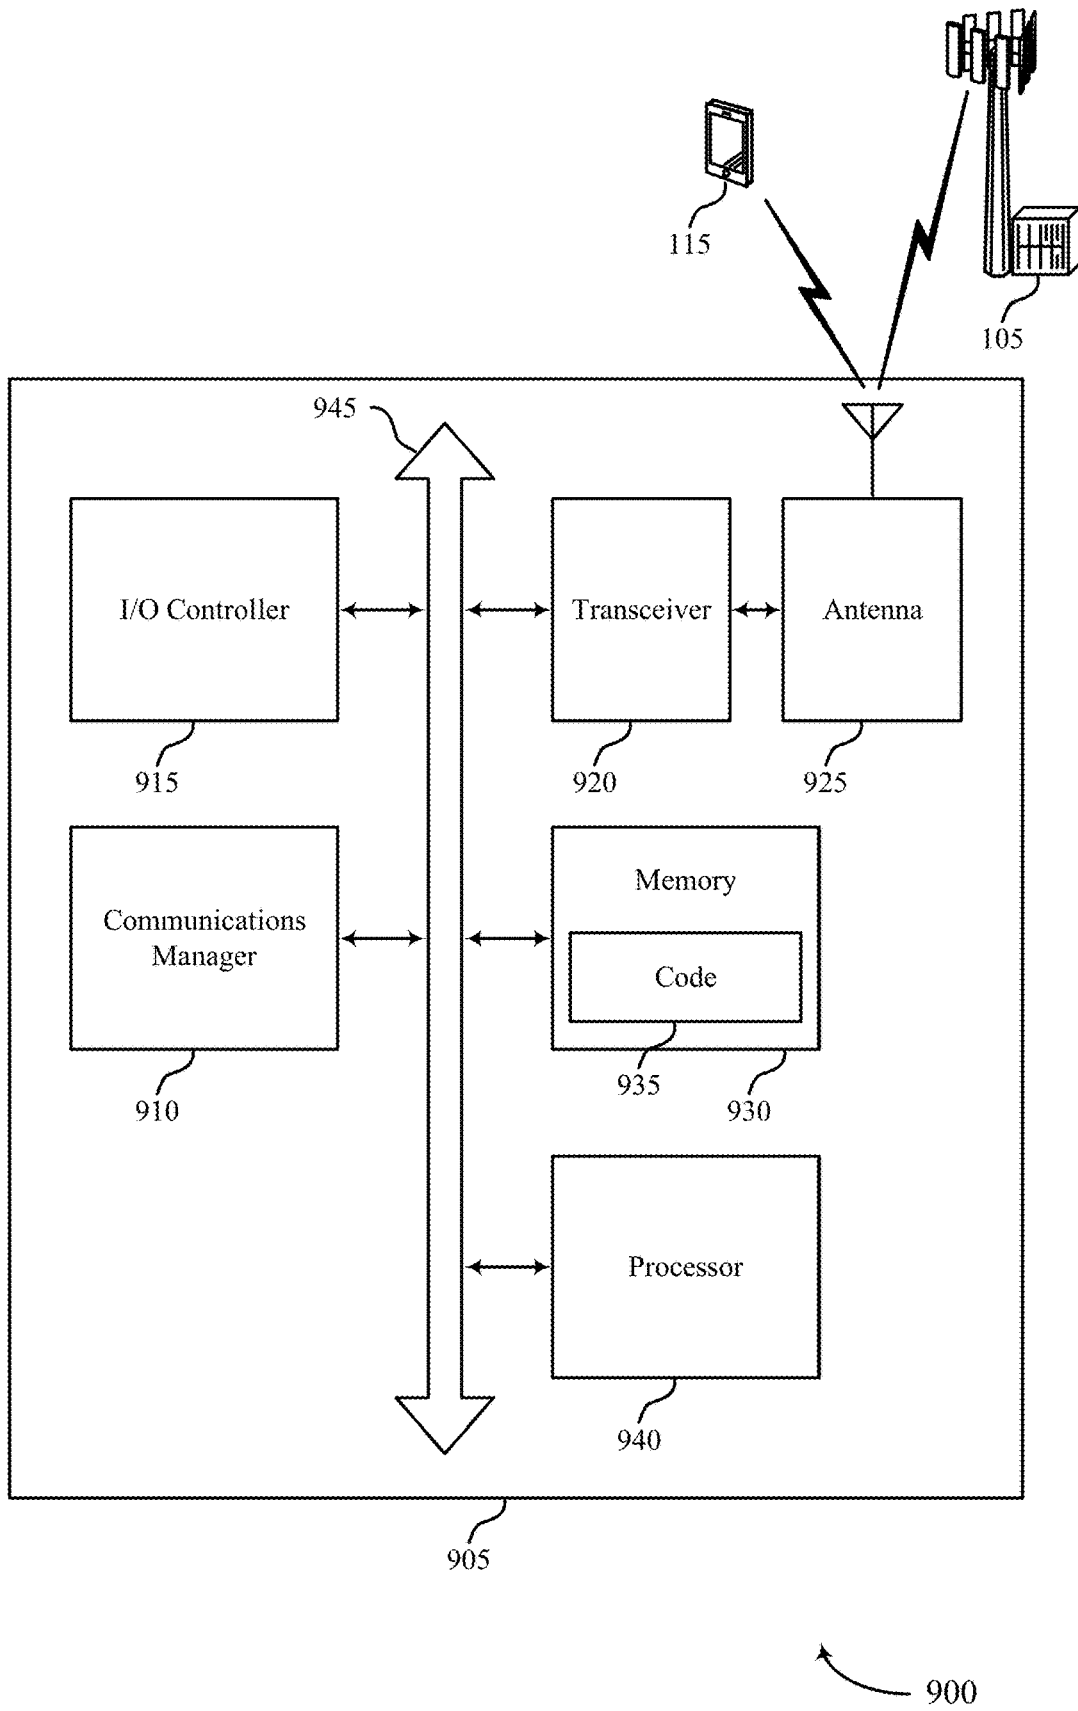 115
105
945
I/O Controller
Transceiver
Antenna
915
920
925
Communications
Manager
Memory
Code
910
935
930
Processor
940
905
900